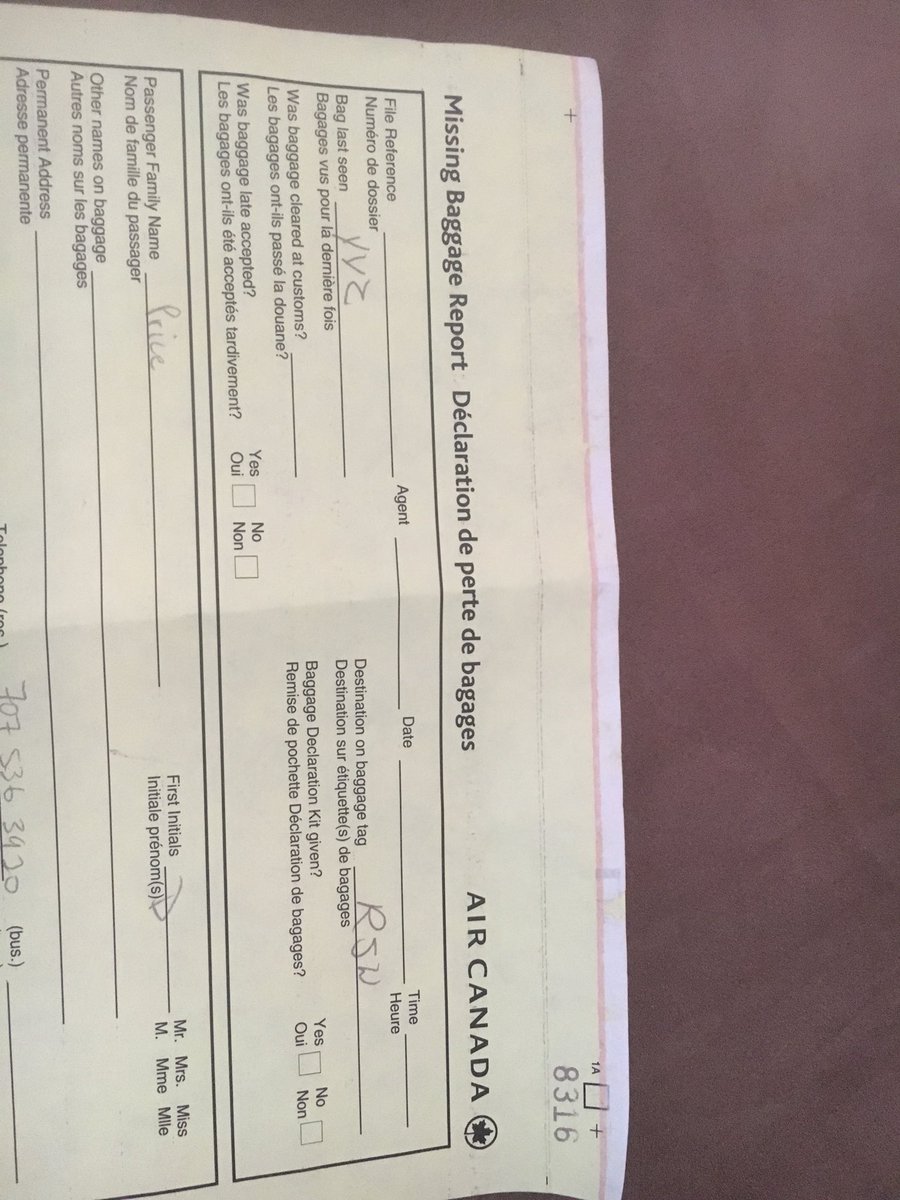 1A
8316
Missing Baggage Report Déclaration de perte de bagages AIR CANADA
File Reference Agent Date Time
Numéro de dossier Heure
Bag last seen YYZ Destination on baggage tag RSW
Bagages vus pour la dernière fois Destination sur étiquette(s) de bagages
Was baggage cleared at customs? Baggage Declaration Kit given? Yes No
Les bagages ont-ils passé la douane? Remise de pochette Déclaration de bagages? Oui Non
Was baggage late accepted? Yes No
Les bagages ont-ils été acceptés tardivement? Oui Non
Passenger Family Name Price First Initials D Mr. Mrs. Miss
Nom de famille du passager Initiale prénom(s) M. Mme Mlle
Other names on baggage
Autres noms sur les bagages
Permanent Address
Adresse permanente
Telephone (res.) 707 536 3420 (bus.)